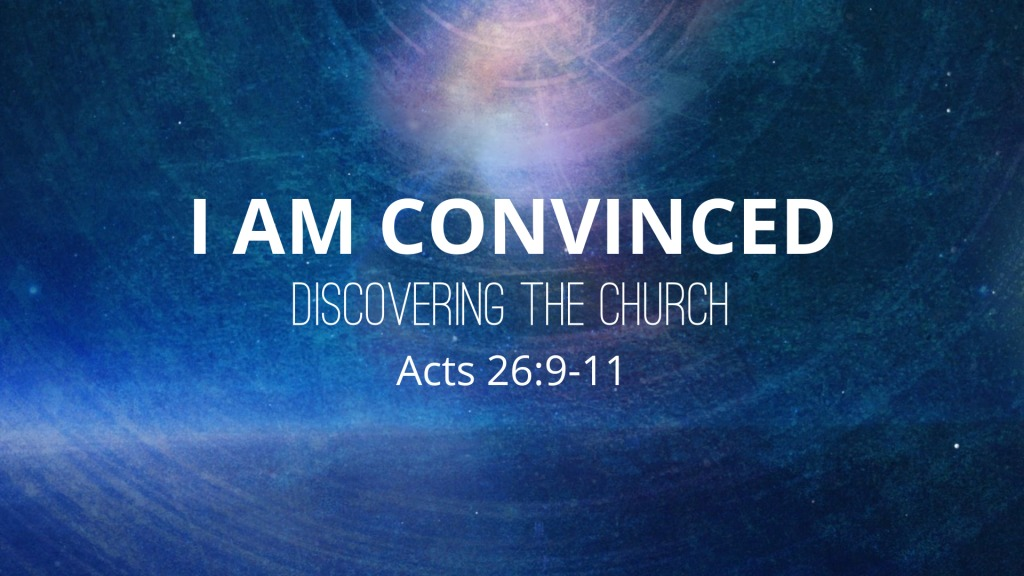 I AM CONVINCED
DISCOVERING THE CHURCH
Acts 26:9-11